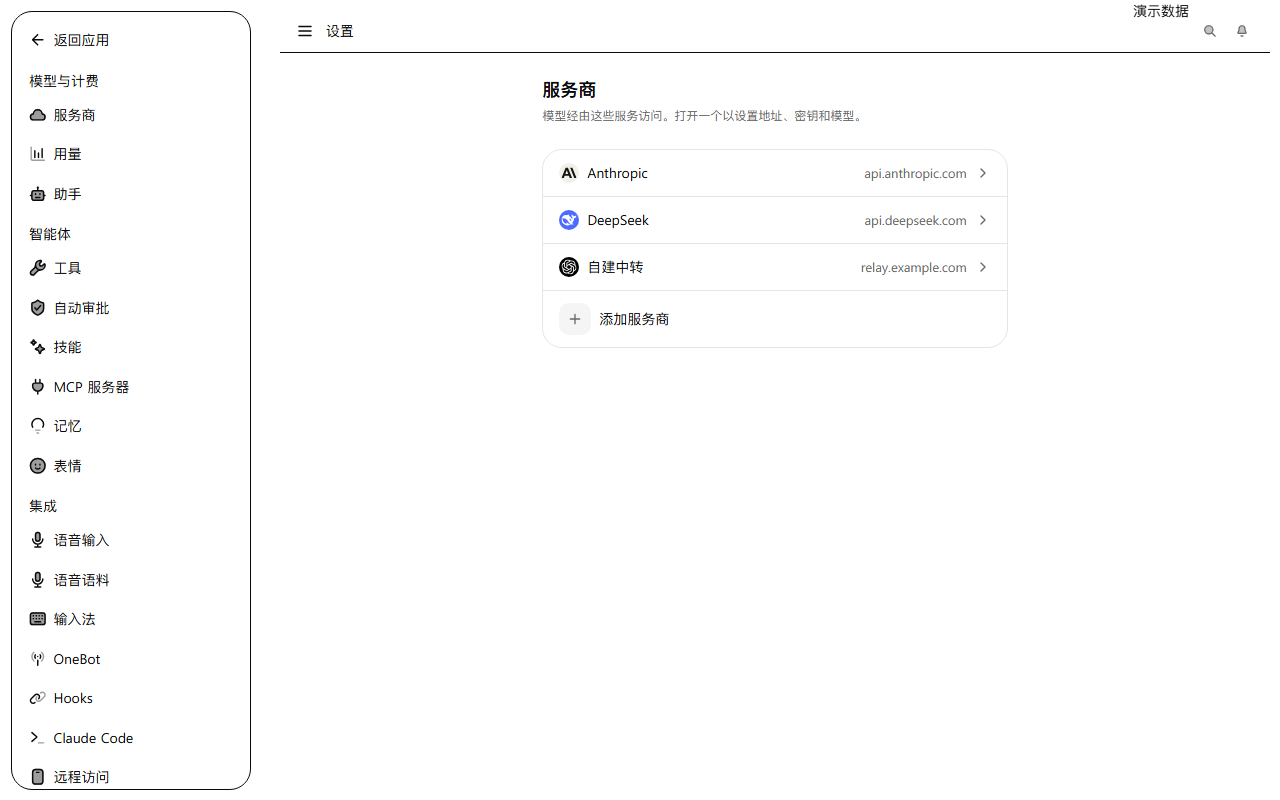 返回应用
模型与计费
服务商
用量
助手
智能体
工具
自动审批
技能
MCP 服务器
记忆
表情
集成
语音输入
语音语料
输入法
OneBot
Hooks
Claude Code
远程访问
设置
演示数据
服务商
模型经由这些服务访问。打开一个以设置地址、密钥和模型。
Anthropic api.anthropic.com
DeepSeek api.deepseek.com
自建中转 relay.example.com
添加服务商